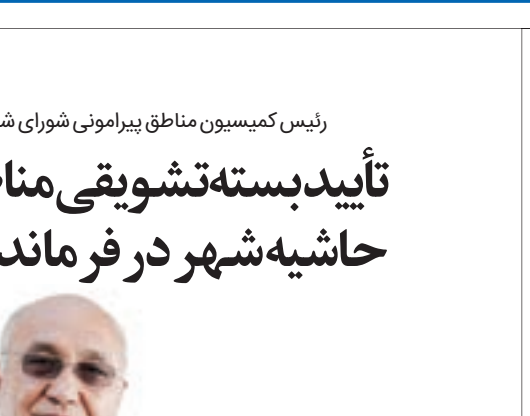 رئیس کمیسیون مناطق پیرامونی شورای
تأیید بسته تشویقی
حاشیه شهر در